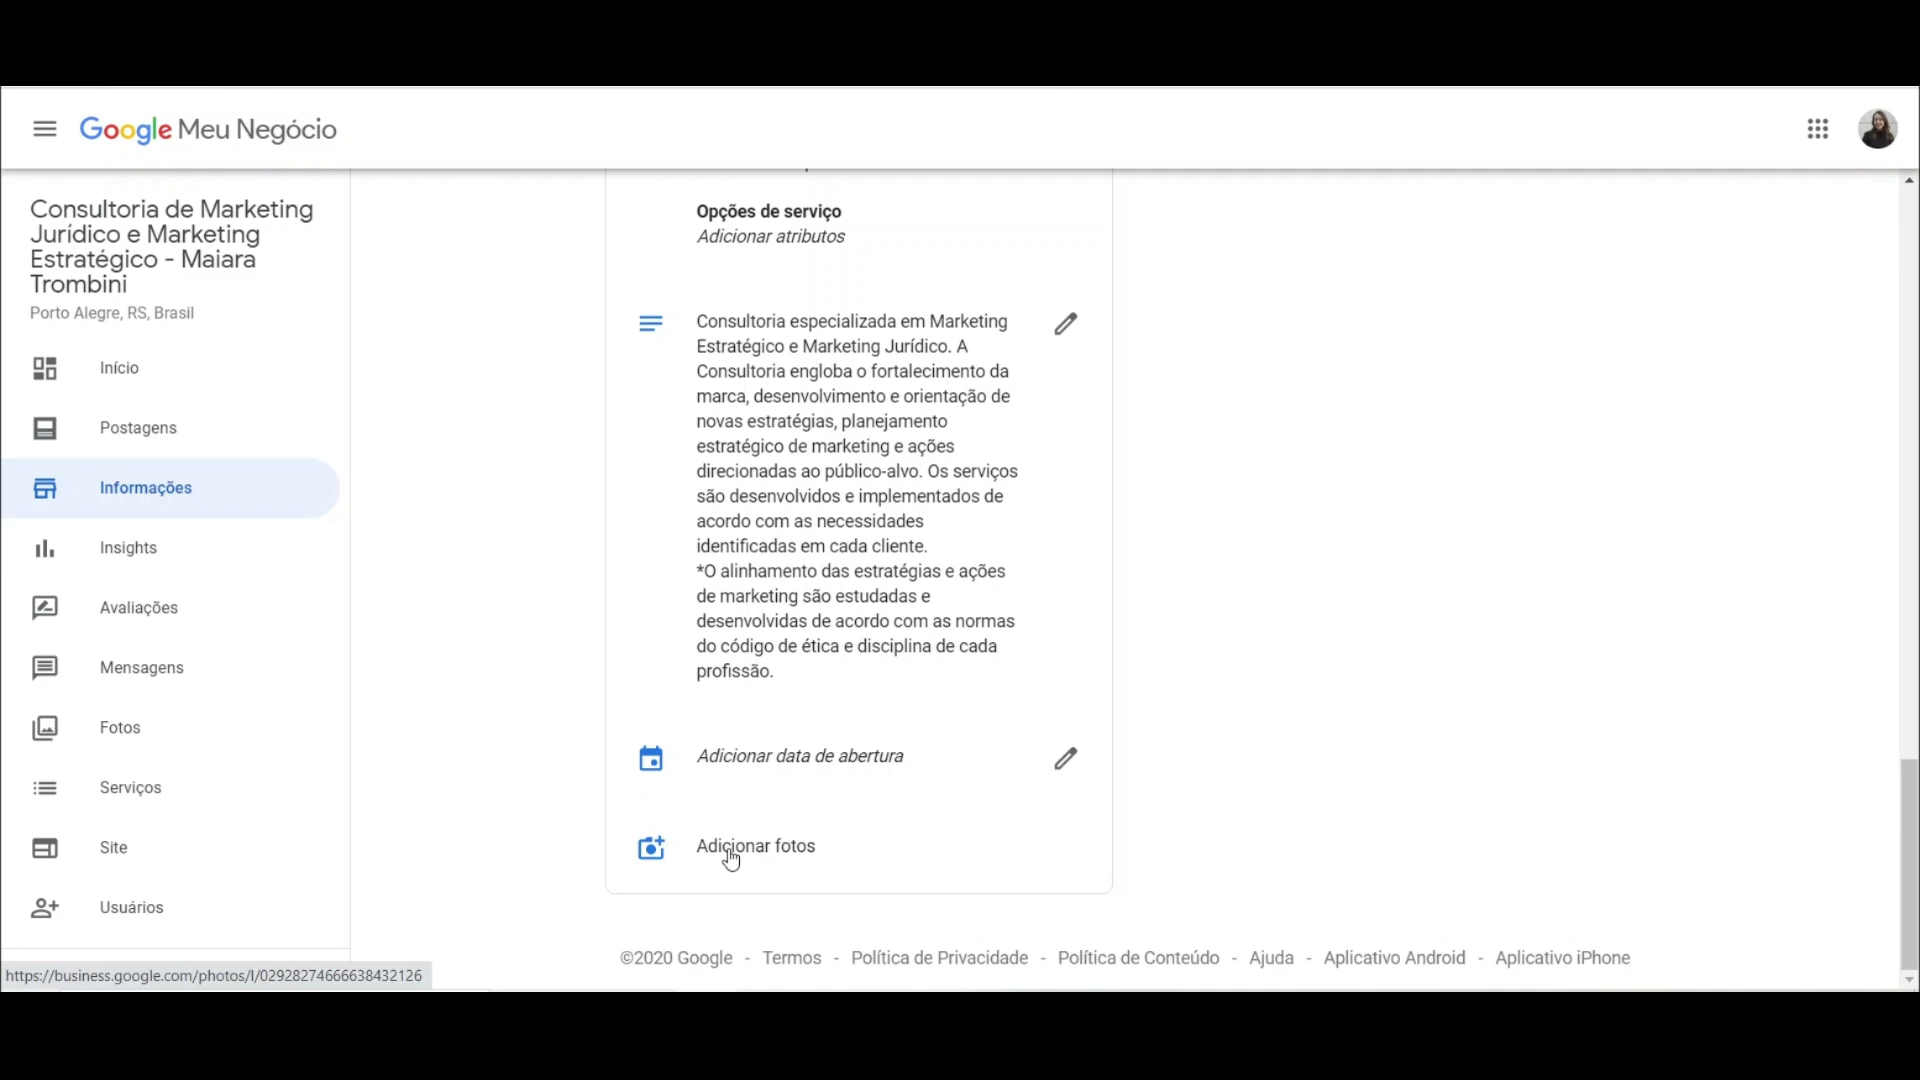 Google Meu Negócio
Consultoria de Marketing
Jurídico e Marketing
Estratégico - Maiara
Trombini
Porto Alegre, RS, Brasil
Início
Postagens
Informações
Insights
Avaliações
Mensagens
Fotos
Serviços
Site
Usuários
Opções de serviço
Adicionar atributos
Consultoria especializada em Marketing
Estratégico e Marketing Jurídico. A
Consultoria engloba o fortalecimento da
marca, desenvolvimento e orientação de
novas estratégias, planejamento
estratégico de marketing e ações
direcionadas ao público-alvo. Os serviços
são desenvolvidos e implementados de
acordo com as necessidades
identificadas em cada cliente.
*O alinhamento das estratégias e ações
de marketing são estudadas e
desenvolvidas de acordo com as normas
do código de ética e disciplina de cada
profissão.
Adicionar data de abertura
Adicionar fotos
©2020 Google - Termos - Política de Privacidade - Política de Conteúdo - Ajuda - Aplicativo Android - Aplicativo iPhone
https://business.google.com/photos/l/02928274666638432126